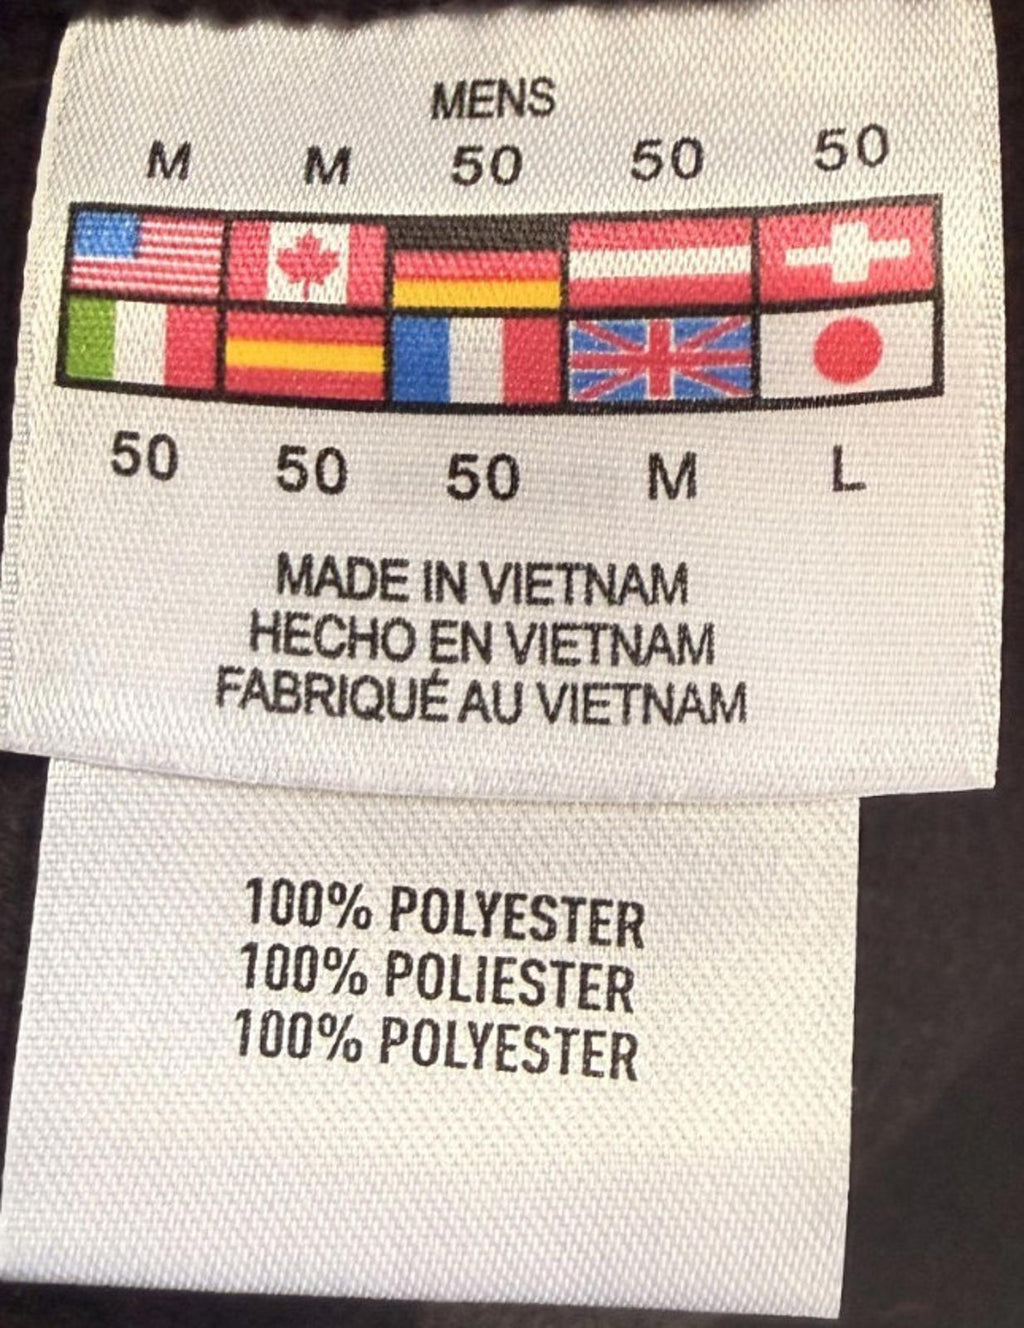 MENS
M M 50 50 50
50 50 50 M L
MADE IN VIETNAM
HECHO EN VIETNAM
FABRIQUÉ AU VIETNAM
100% POLYESTER
100% POLIESTER
100% POLYESTER